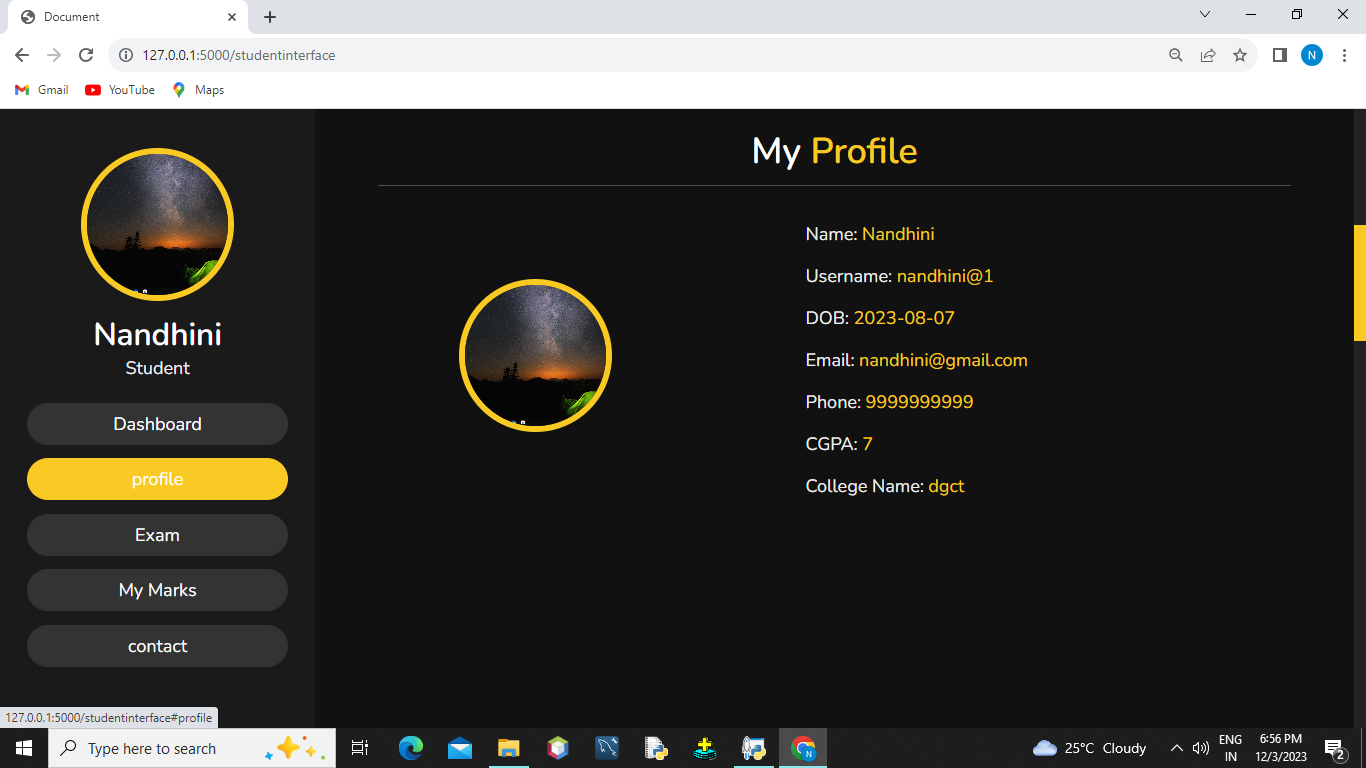 Document
127.0.0.1:5000/studentinterface
N
Gmail
YouTube
Maps
Nandhini
Student
Dashboard
profile
Exam
My Marks
contact
My Profile
Name: Nandhini
Username: nandhini@1
DOB: 2023-08-07
Email: nandhini@gmail.com
Phone: 9999999999
CGPA: 7
College Name: dgct
127.0.0.1:5000/studentinterface#profile
Type here to search
N
25°C Cloudy
ENG
IN
6:56 PM
12/3/2023
2